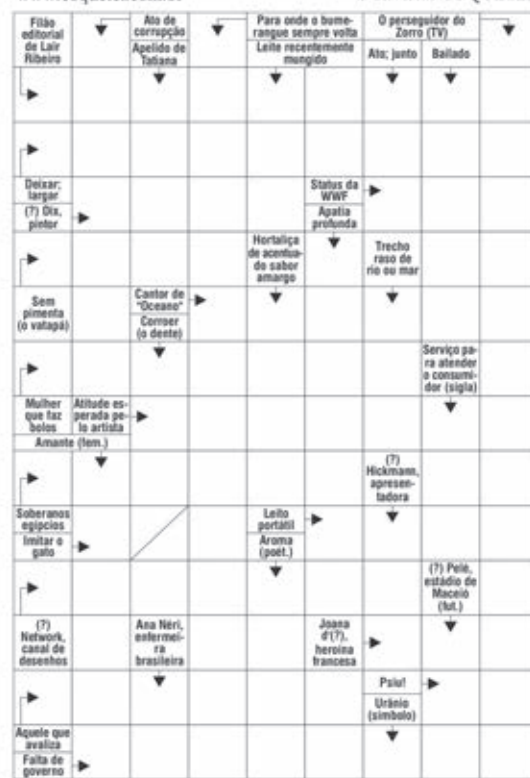 Filão
editorial
de Lair
Ribeiro
Ato de
corrupção
Apelido de
Tatiana
Para onde o bume-
rangue sempre volta
Leite recentemente
mungido
O perseguidor do
Zorro (TV)
Ato; junto
Bailado
Deixar;
largar
(?) Dix,
pintor
Status da
WWF
Apatia
profunda
Hortaliça
de acentua-
do sabor
amargo
Trecho
raso de
rio ou mar
Sem
pimenta
(o vatapá)
Cantor de
"Oceano"
Corroer
(o dente)
Serviço pa-
ra atender
o consumi-
dor (sigla)
Mulher
que faz
bolos
Atitude es-
perada pe-
lo artista
Amante (fem.)
(?)
Hickmann,
apresen-
tadora
Soberanos
egípcios
Imitar o
gato
Leito
portátil
Aroma
(poét.)
(?) Pelé,
estádio de
Maceió
(fut.)
(?)
Network,
canal de
desenhos
Ana Néri,
enfermei-
ra
brasileira
Joana
d'(?),
heroína
francesa
Psiu!
Urânio
(símbolo)
Aquele que
avaliza
Falta de
governo